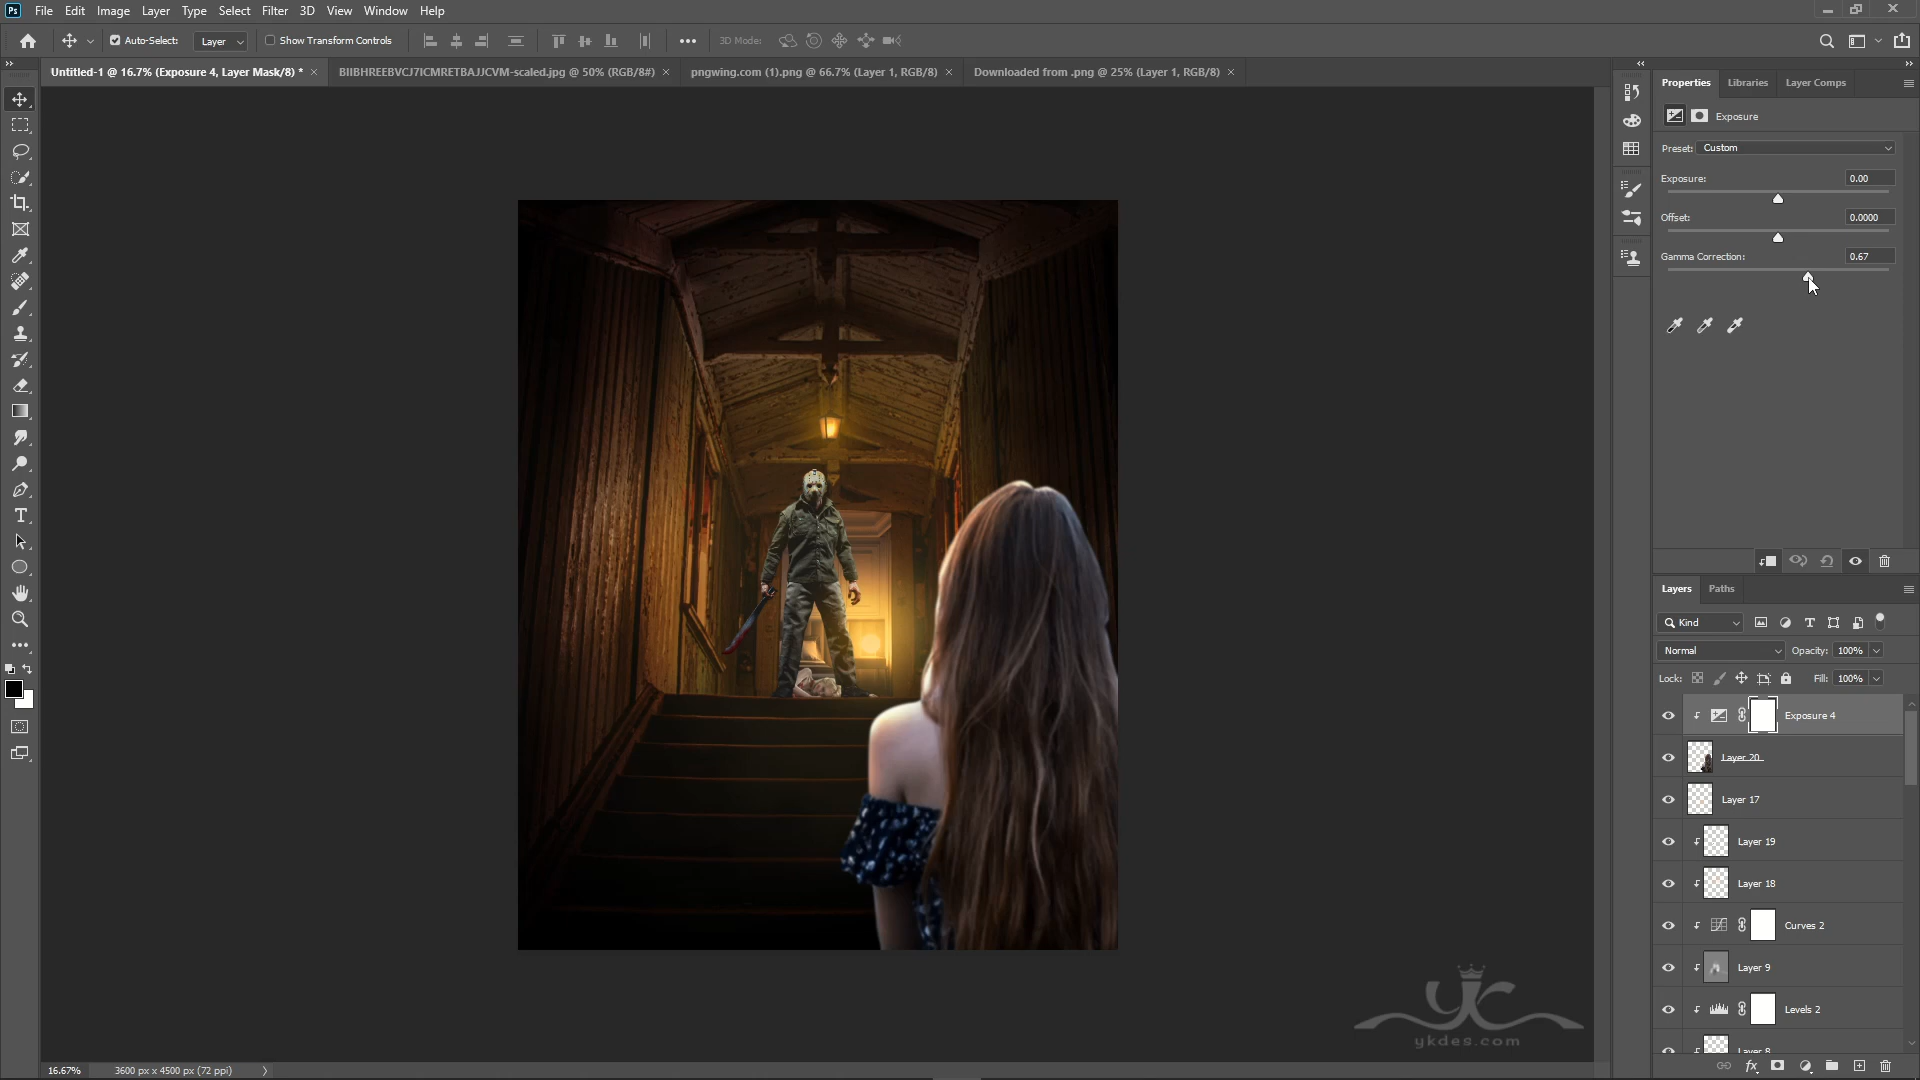 Ps File Edit Image Layer Type Select Filter 3D View Window Help
Auto-Select: Layer Show Transform Controls 3D Mode:
Untitled-1 @ 16.7% (Exposure 4, Layer Mask/8) * BIIBHREEBVCJ7ICMRETBAJJCVM-scaled.jpg @ 50% (RGB/8#) pngwing.com (1).png @ 66.7% (Layer 1, RGB/8) Downloaded from .png @ 25% (Layer 1, RGB/8)
Properties Libraries Layer Comps
Exposure
Preset: Custom
Exposure: 0.00
Offset: 0.0000
Gamma Correction: 0.67
Layers Paths
Kind
Normal Opacity: 100%
Lock: Fill: 100%
Exposure 4
Layer 20
Layer 17
Layer 19
Layer 18
Curves 2
Layer 9
Levels 2
Layer 8
yc
ykdes.com
16.67% 3600 px x 4500 px (72 ppi)